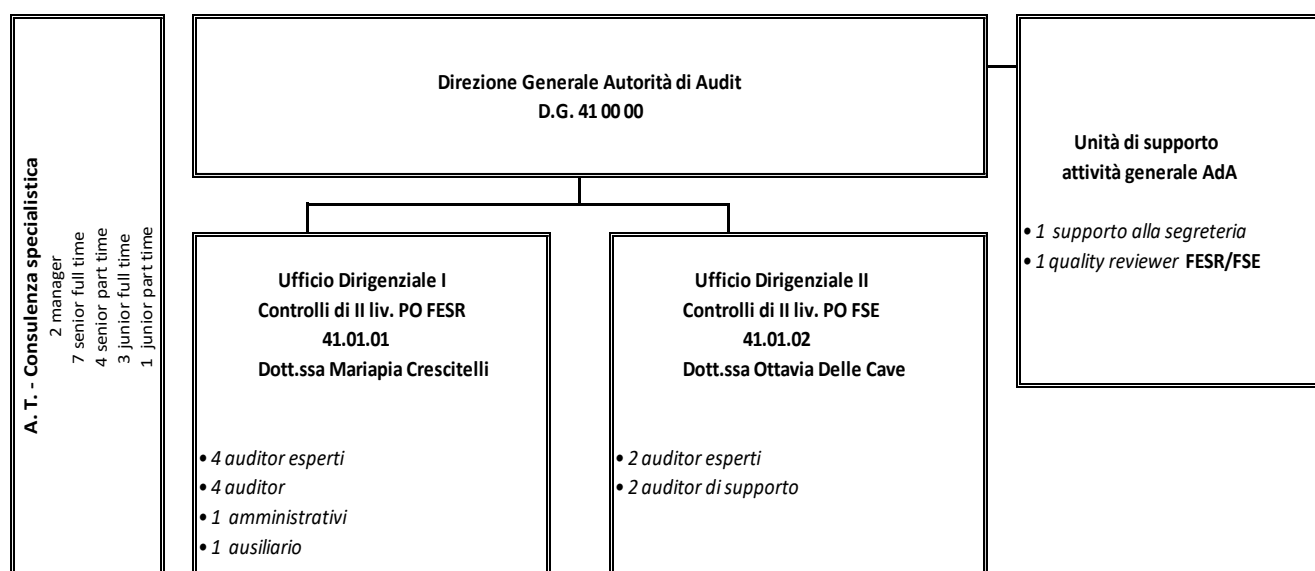 A. T. - Consulenza specialistica
2 manager
7 senior full time
4 senior part time
3 junior full time
1 junior part time
Direzione Generale Autorità di Audit
D.G. 41 00 00
Unità di supporto
attività generale AdA
• 1 supporto alla segreteria
• 1 quality reviewer FESR/FSE
Ufficio Dirigenziale I
Controlli di II liv. PO FESR
41.01.01
Dott.ssa Mariapia Crescitelli
• 4 auditor esperti
• 4 auditor
• 1 amministrativi
• 1 ausiliario
Ufficio Dirigenziale II
Controlli di II liv. PO FSE
41.01.02
Dott.ssa Ottavia Delle Cave
• 2 auditor esperti
• 2 auditor di supporto